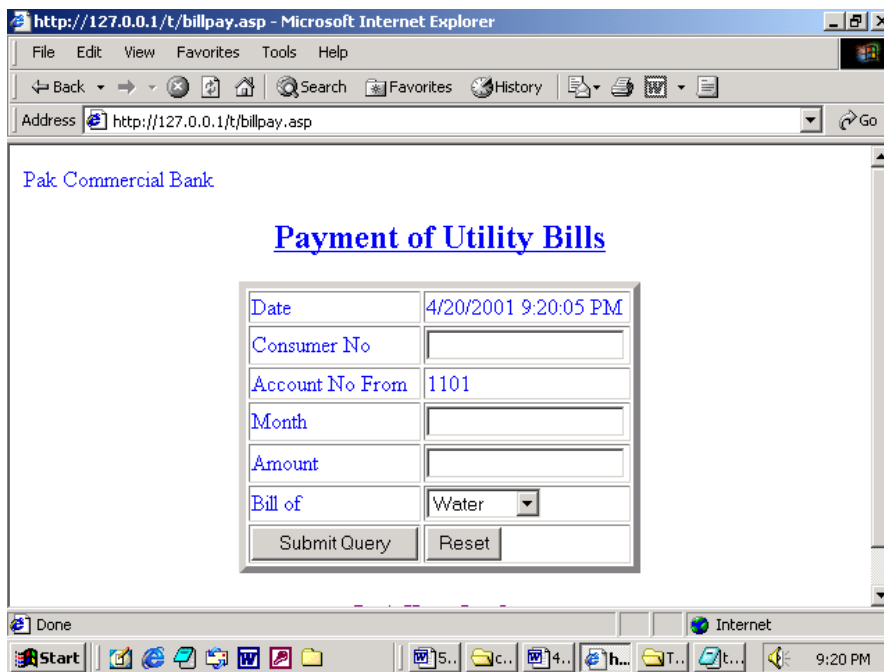 http://127.0.0.1/t/billpay.asp - Microsoft Internet Explorer
File Edit View Favorites Tools Help
Back Search Favorites History
Address http://127.0.0.1/t/billpay.asp Go
Pak Commercial Bank
Payment of Utility Bills
Date 4/20/2001 9:20:05 PM
Consumer No
Account No From 1101
Month
Amount
Bill of Water
Submit Query Reset
Done Internet
Start 5.. c.. 4.. h... T.. t... 9:20 PM